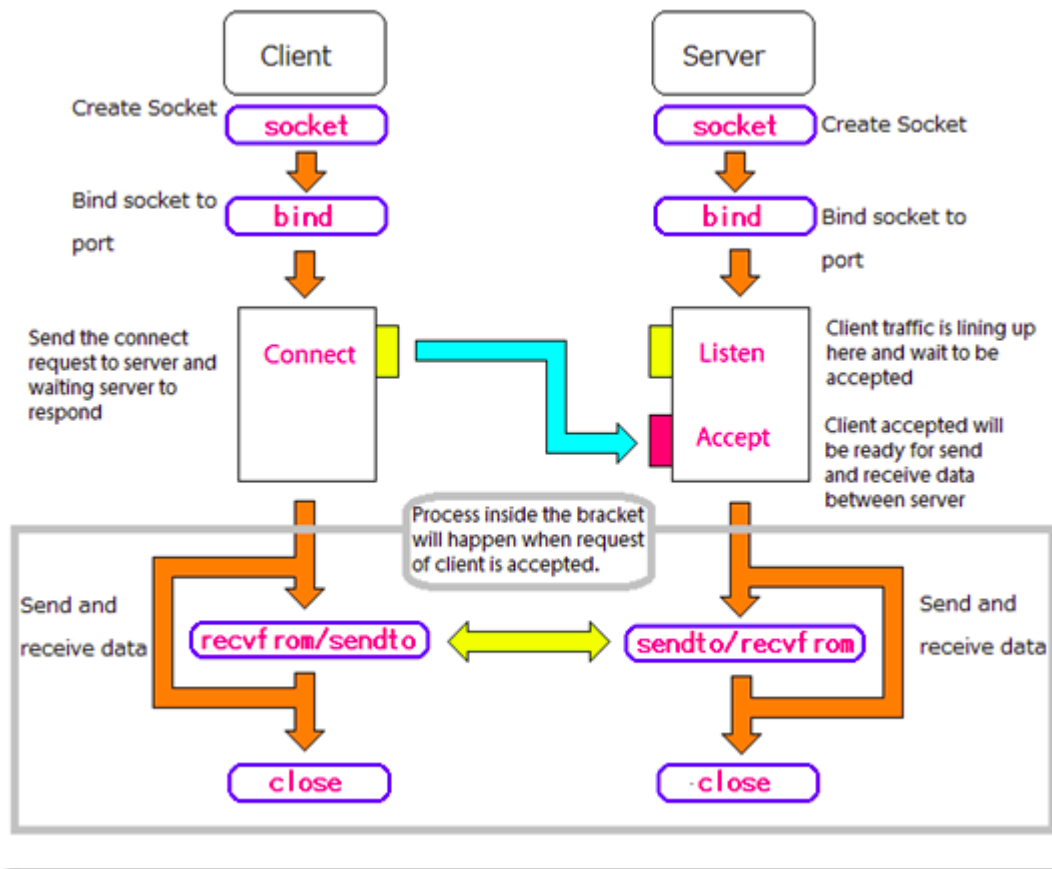 Client
Server
Create Socket
socket
socket
Create Socket
Bind socket to
port
bind
bind
Bind socket to
port
Send the connect
request to server and
waiting server to
respond
Connect
Listen
Client traffic is lining up
here and wait to be
accepted
Accept
Client accepted will
be ready for send
and receive data
between server
Process inside the bracket
will happen when request
of client is accepted.
Send and
receive data
recvfrom/sendto
sendto/recvfrom
Send and
receive data
close
close